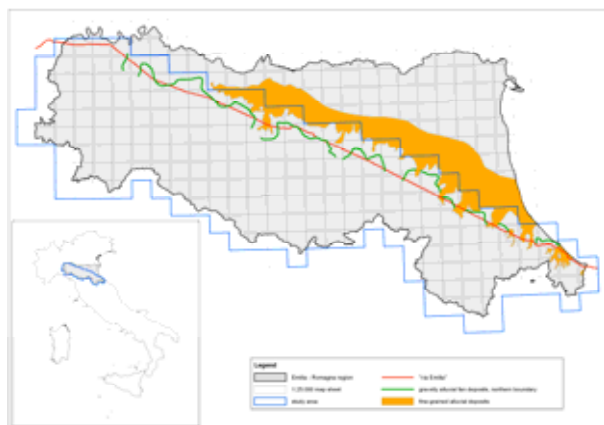 Legend
Emilia - Romagna region
1:25.000 map sheet
study area
"via Emilia"
gravelly alluvial fan deposits, northern boundary
fine-grained alluvial deposits